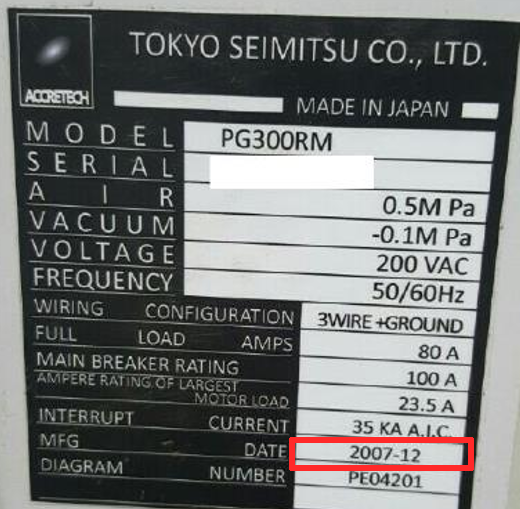 TOKYO SEIMITSU CO., LTD.
ACCRETECH
MADE IN JAPAN
MODEL PG300RM
SERIAL
AIR 0.5M Pa
VACUUM -0.1M Pa
VOLTAGE 200 VAC
FREQUENCY 50/60Hz
WIRING CONFIGURATION 3WIRE+GROUND
FULL LOAD AMPS 80 A
MAIN BREAKER RATING 100 A
AMPERE RATING OF LARGEST
MOTOR LOAD 23.5 A
INTERRUPT CURRENT 35 KA A.I.C.
MFG DATE 2007-12
DIAGRAM NUMBER PE04201